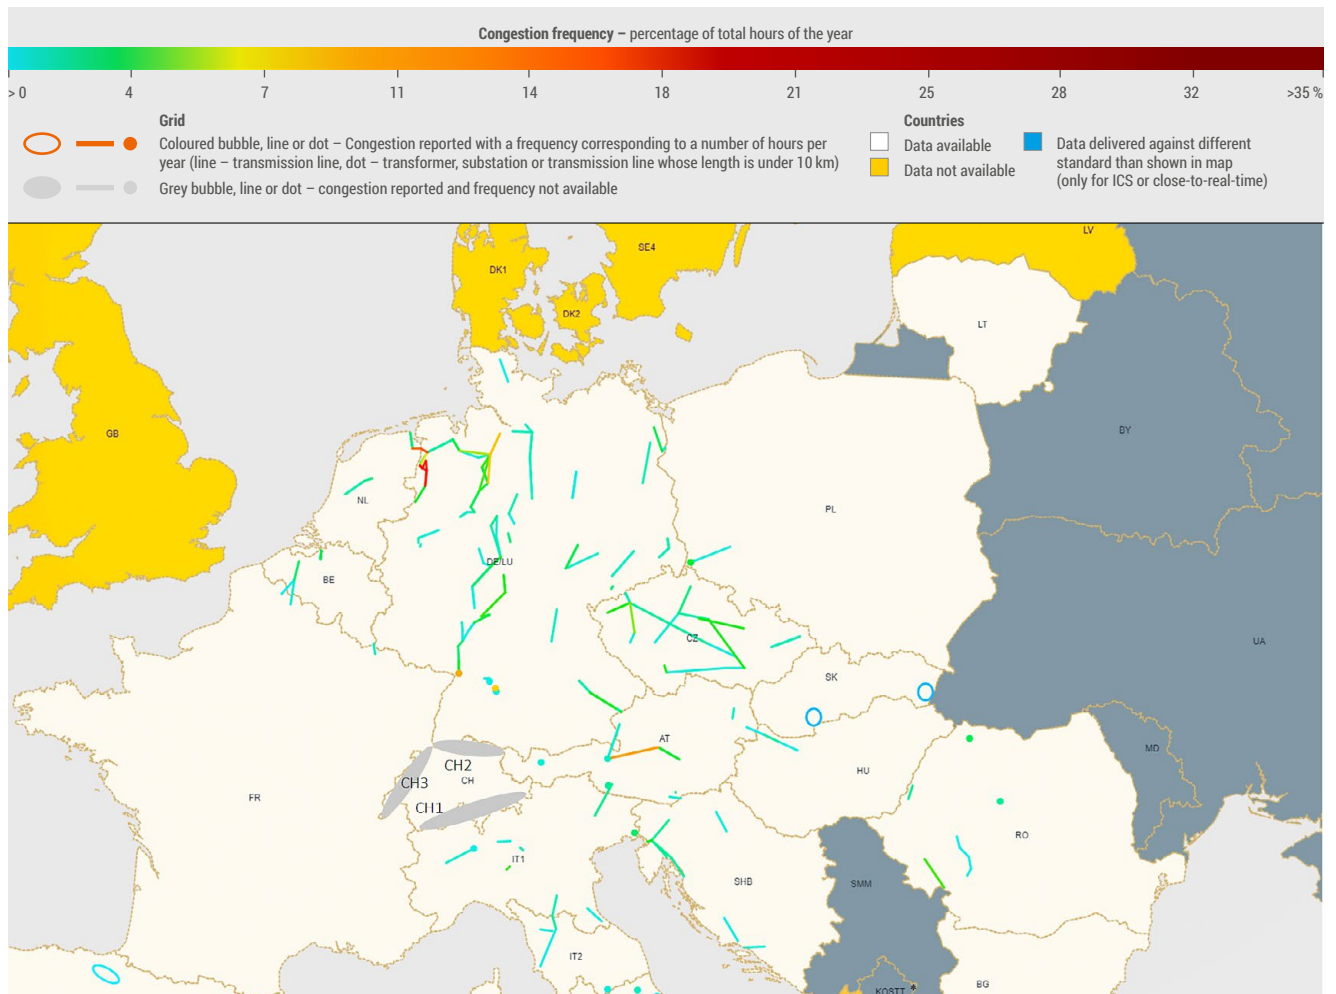 Congestion frequency – percentage of total hours of the year
> 0 4 7 11 14 18 21 25 28 32 >35 %
Grid
Coloured bubble, line or dot – Congestion reported with a frequency corresponding to a number of hours per
year (line – transmission line, dot – transformer, substation or transmission line whose length is under 10 km)
Grey bubble, line or dot – congestion reported and frequency not available
Countries
Data available
Data not available
Data delivered against different
standard than shown in map
(only for ICS or close-to-real-time)
LV
SE4
DK1
DK2
LT
GB
BY
NL
PL
DE/LU
BE
CZ
UA
SK
AT
MD
CH2
HU
CH3
CH
FR
CH1
RO
IT1
SHB
SMM
IT2
BG
KOSTT *